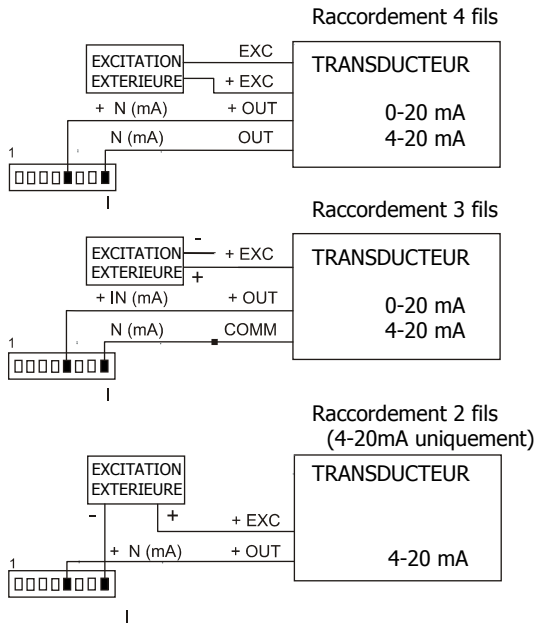 Raccordement 4 fils
EXCITATION
EXTERIEURE
EXC
+ EXC
TRANSDUCTEUR
0-20 mA
4-20 mA
+ N (mA)
+ OUT
N (mA)
OUT
1
I
Raccordement 3 fils
EXCITATION
EXTERIEURE
-
+
+ EXC
TRANSDUCTEUR
0-20 mA
4-20 mA
+ IN (mA)
+ OUT
N (mA)
COMM
1
I
Raccordement 2 fils
(4-20mA uniquement)
EXCITATION
EXTERIEURE
TRANSDUCTEUR
-
+
+ EXC
+ N (mA)
+ OUT
4-20 mA
1
I